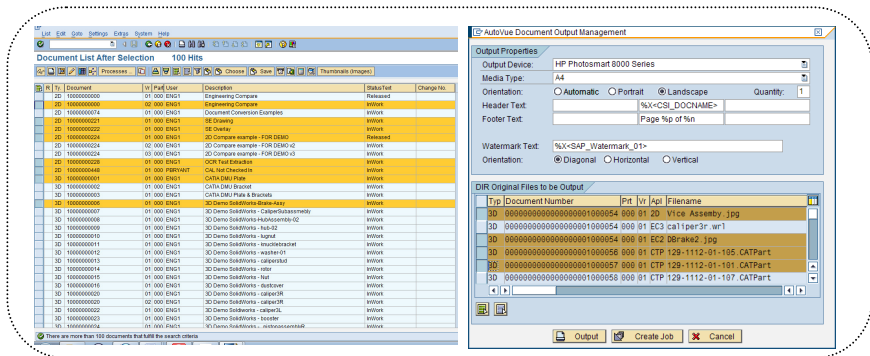 List Edit Goto Settings Extras System Help
Document List After Selection 100 Hits
Processes .. Choose Save Thumbnails (Images)
R Ty. Document Vr Part User Description StatusText Change No.
2D 10000000000 01 000 ENG1 Engineering Compare Released
2D 10000000000 02 000 ENG1 Engineering Compare InWork
2D 10000000074 01 000 ENG1 Document Conversion Examples InWork
2D 10000000221 01 000 ENG1 SE Drawing InWork
2D 10000000222 01 000 ENG1 SE Overlay InWork
2D 10000000224 01 000 ENG1 2D Compare example - FOR DEMO Released
2D 10000000224 02 000 ENG1 2D Compare example - FOR DEMO v2 InWork
2D 10000000224 03 000 ENG1 2D Compare example - FOR DEMO v3 InWork
2D 10000000228 01 000 ENG1 OCR Text Extraction InWork
2D 10000000448 01 000 PBRYANT CAL Not Checked In InWork
3D 10000000001 01 000 ENG1 CATIA DMU Plate InWork
3D 10000000002 01 000 ENG1 CATIA DMU Bracket InWork
3D 10000000003 01 000 ENG1 CATIA DMU Plate & Brackets InWork
3D 10000000006 01 000 ENG1 3D Demo SolidWorks-Brake-Assy InWork
3D 10000000007 01 000 ENG1 3D Demo SolidWorks - CaliperSubassmebly InWork
3D 10000000008 01 000 ENG1 3D Demo SolidWorks-HubAssembly-02 InWork
3D 10000000009 01 000 ENG1 3D Demo SolidWorks - hub-02 InWork
3D 10000000010 01 000 ENG1 3D Demo SolidWorks - lugnut InWork
3D 10000000011 01 000 ENG1 3D Demo SolidWorks - knucklebracket InWork
3D 10000000012 01 000 ENG1 3D Demo SolidWorks - washer-01 InWork
3D 10000000013 01 000 ENG1 3D Demo SolidWorks - caliperstud InWork
3D 10000000014 01 000 ENG1 3D Demo SolidWorks - rotor InWork
3D 10000000015 01 000 ENG1 3D Demo SolidWorks - Nut InWork
3D 10000000016 01 000 ENG1 3D Demo SolidWorks - dustcover InWork
3D 10000000020 01 000 ENG1 3D Demo SolidWorks - caliper3R InWork
3D 10000000020 02 000 ENG1 3D Demo SolidWorks - caliper3R InWork
3D 10000000022 01 000 ENG1 3D Demo Solidworks - caliper3L InWork
3D 10000000023 01 000 ENG1 3D Demo SolidWorks - booster InWork
3D 10000000024 01 000 ENG1 3D Demo SolidWorks - pistonassemblyR InWork
There are more than 100 documents that fulfill the search criteria
AutoVue Document Output Management
Output Properties
Output Device: HP Photosmart 8000 Series
Media Type: A4
Orientation: Automatic Portrait Landscape Quantity: 1
Header Text: %X<CSI_DOCNAME>
Footer Text: Page %p of %n
Watermark Text: %X<SAP_Watermark_01>
Orientation: Diagonal Horizontal Vertical
DIR Original Files to be Output
Typ Document Number Prt Vr Apl Filename
3D 0000000000000001000054 000 01 2D Vice Assemby.jpg
3D 0000000000000001000054 000 01 EC3 caliper3r.wrl
3D 0000000000000001000054 000 01 EC2 DBrake2.jpg
3D 0000000000000001000056 000 01 CTP 129-1112-01-105.CATPart
3D 0000000000000001000057 000 01 CTP 129-1112-01-101.CATPart
3D 0000000000000001000058 000 01 CTP 129-1112-01-107.CATPart
Output Create Job Cancel